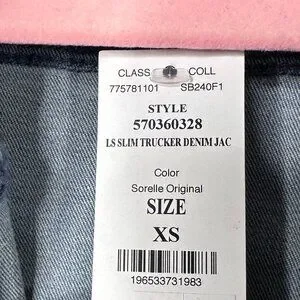 CLASS COLL
775781101 SB240F1
STYLE
570360328
LS SLIM TRUCKER DENIM JAC
Color
Sorelle Original
SIZE
XS
196533731983